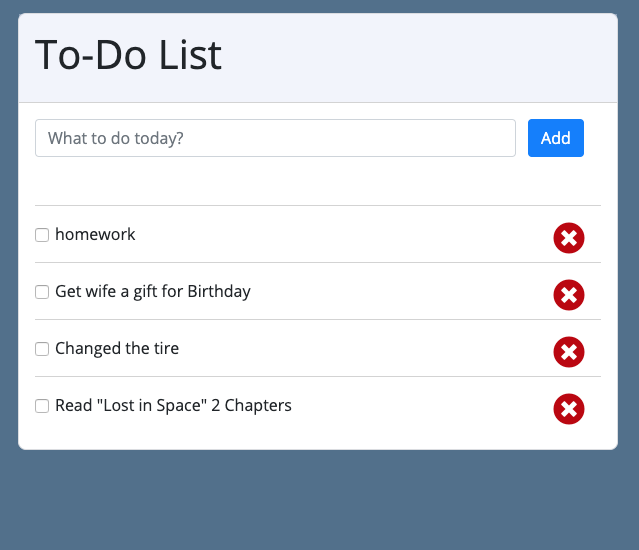 To-Do List
What to do today?
Add
homework
Get wife a gift for Birthday
Changed the tire
Read "Lost in Space" 2 Chapters